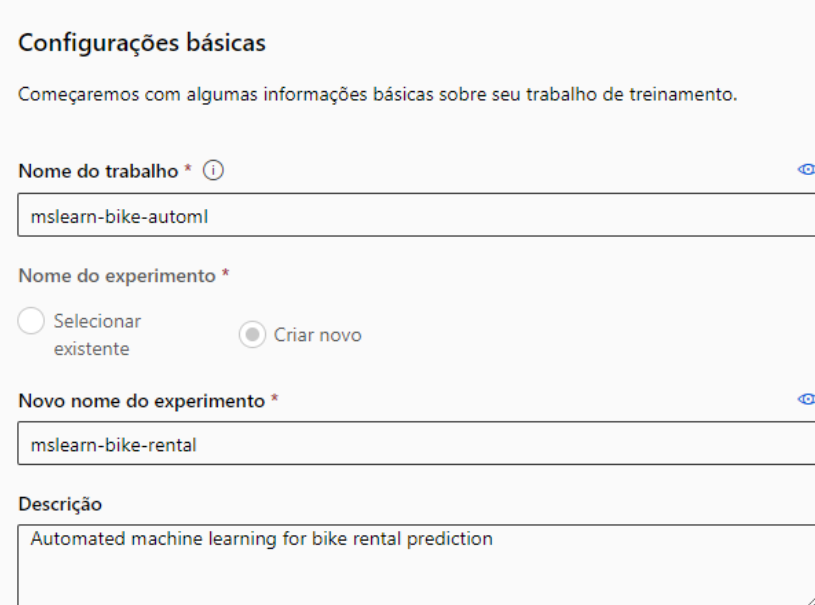 Configurações básicas
Começaremos com algumas informações básicas sobre seu trabalho de treinamento.
Nome do trabalho *
mslearn-bike-automl
Nome do experimento *
Selecionar
existente
Criar novo
Novo nome do experimento *
mslearn-bike-rental
Descrição
Automated machine learning for bike rental prediction